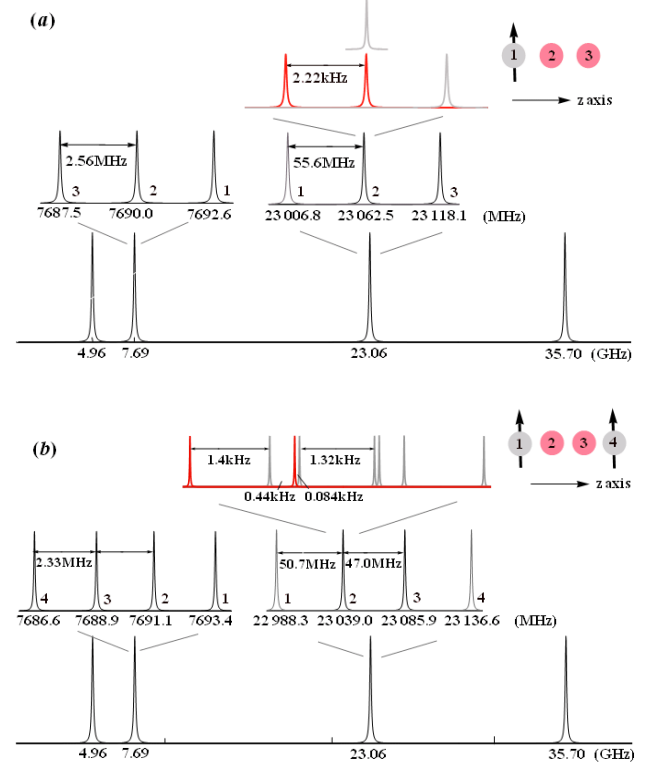 (a)
1 2 3
z axis
2.22kHz
2.56MHz
55.6MHz
3 2 1
1 2 3
7687.5 7690.0 7692.6
23 006.8 23 062.5 23 118.1 (MHz)
4.96 7.69 23.06 35.70 (GHz)
(b)
1 2 3 4
z axis
1.4kHz 1.32kHz
0.44kHz 0.084kHz
2.33MHz
50.7MHz 47.0MHz
4 3 2 1
1 2 3 4
7686.6 7688.9 7691.1 7693.4
22 988.3 23 039.0 23 085.9 23 136.6 (MHz)
4.96 7.69 23.06 35.70 (GHz)